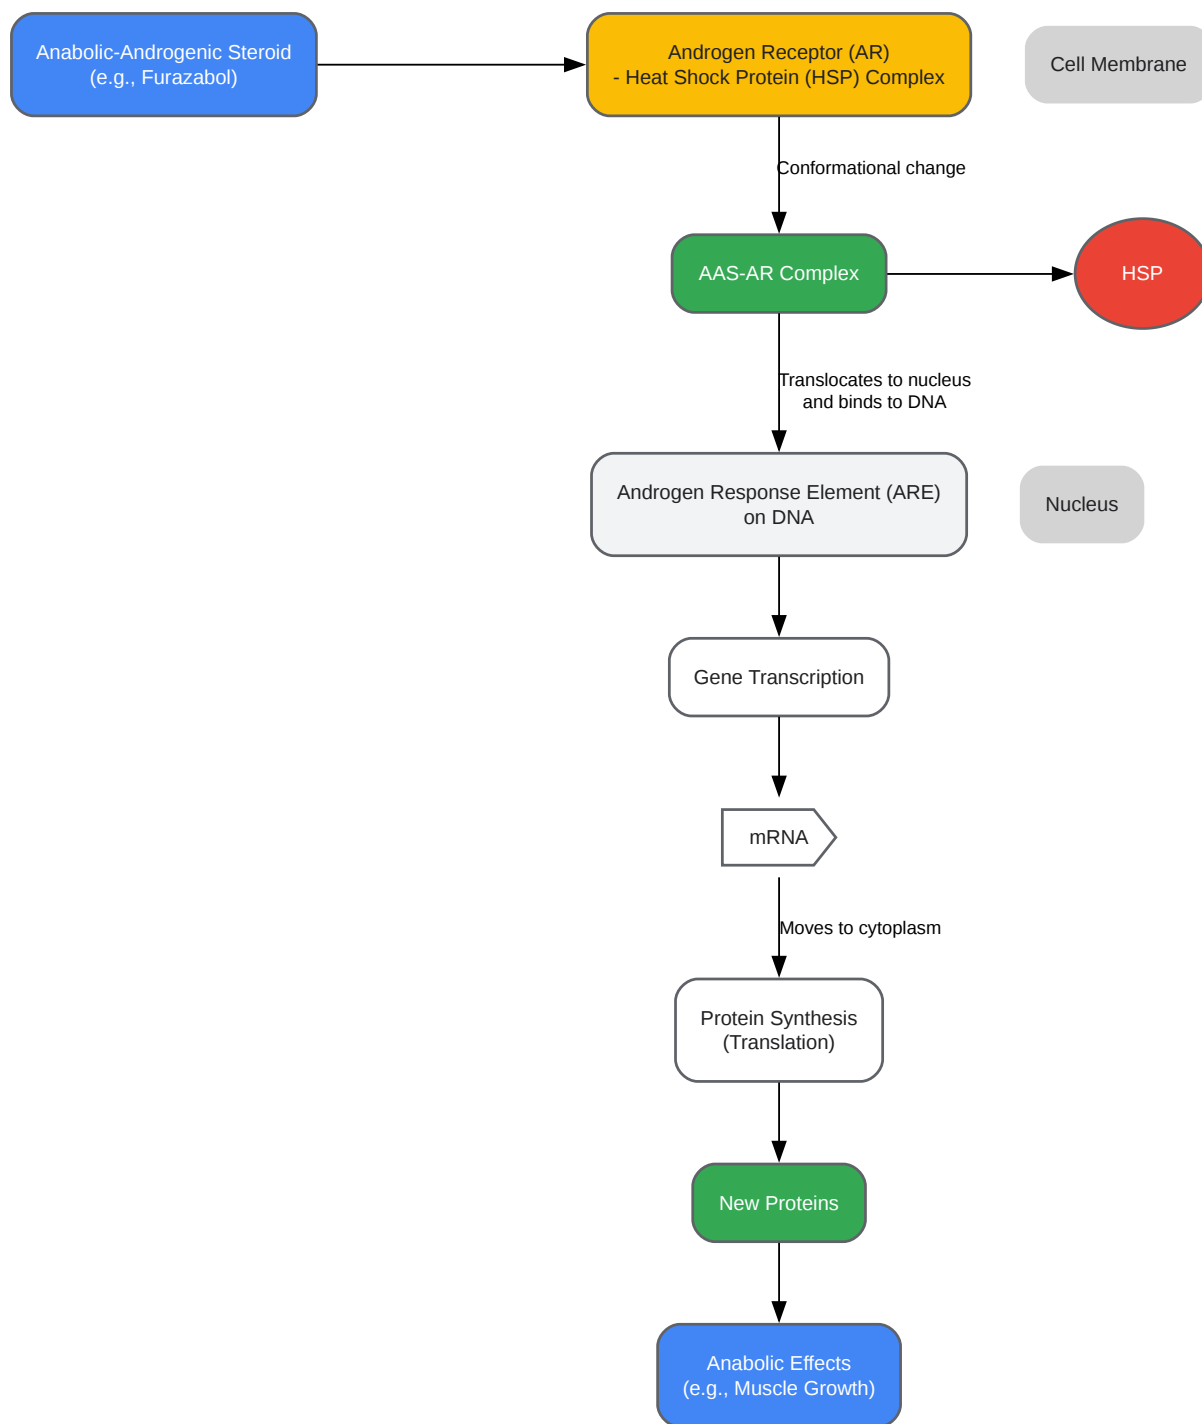 Anabolic-Androgenic Steroid
(e.g., Furazabol)
Androgen Receptor (AR)
- Heat Shock Protein (HSP) Complex
Cell Membrane
Conformational change
AAS-AR Complex
HSP
Translocates to nucleus
and binds to DNA
Androgen Response Element (ARE)
on DNA
Nucleus
Gene Transcription
mRNA
Moves to cytoplasm
Protein Synthesis
(Translation)
New Proteins
Anabolic Effects
(e.g., Muscle Growth)